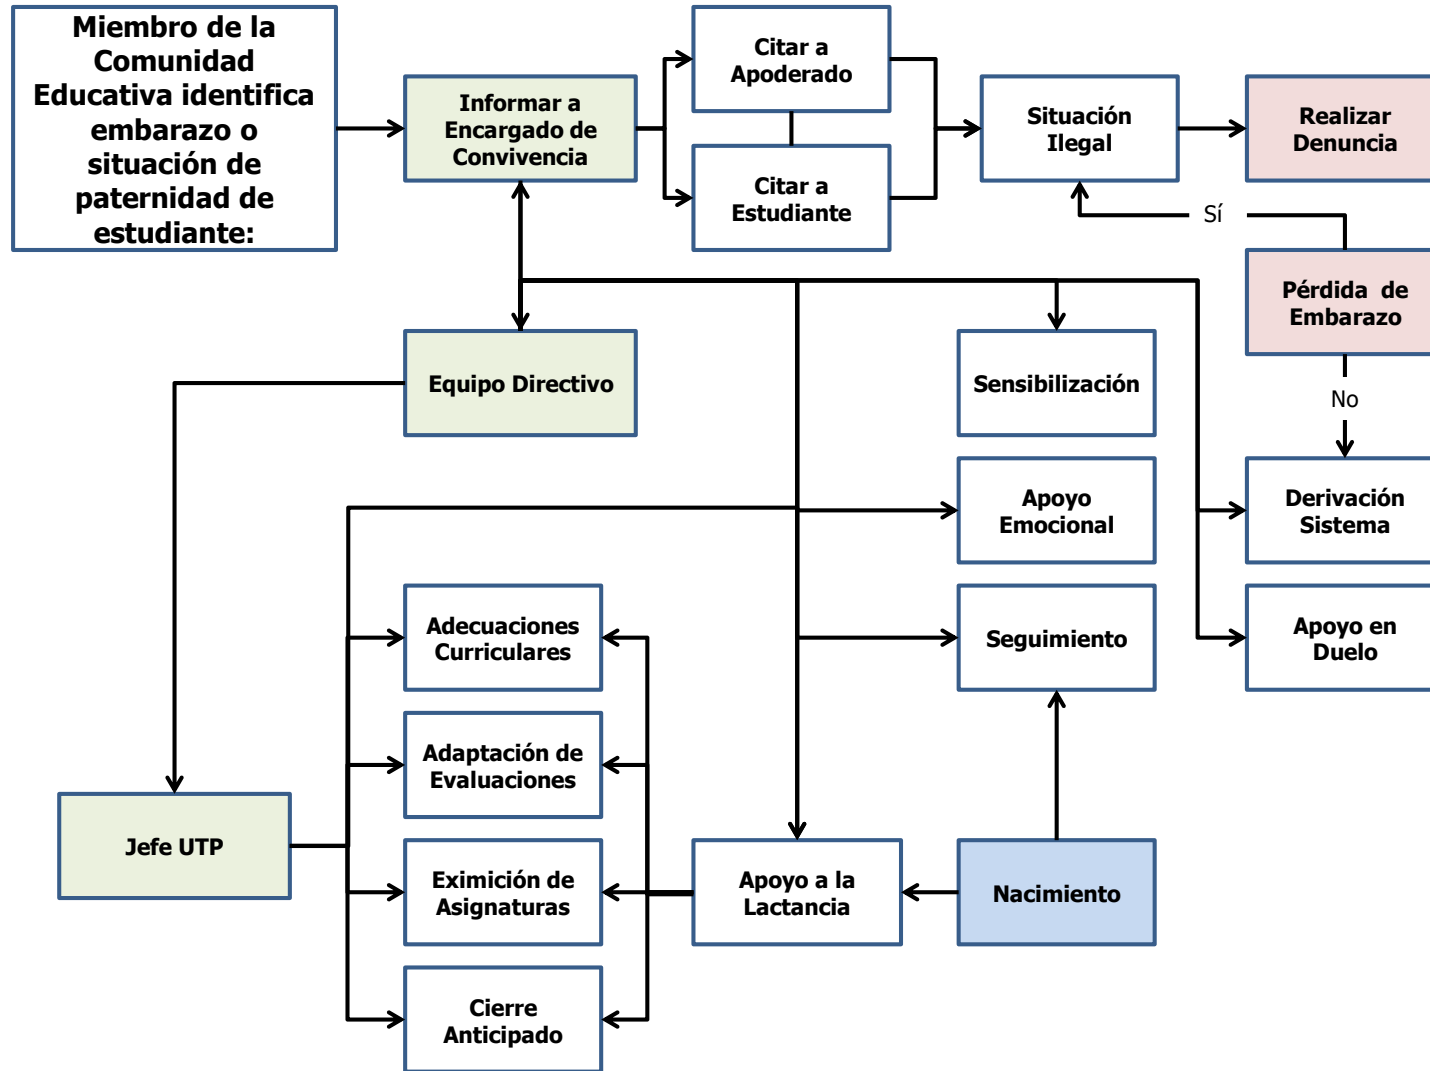 Miembro de la
Comunidad
Educativa identifica
embarazo o
situación de
paternidad de
estudiante:
Informar a
Encargado de
Convivencia
Citar a
Apoderado
Citar a
Estudiante
Situación
Ilegal
Realizar
Denuncia
Sí
Pérdida de
Embarazo
No
Equipo Directivo
Sensibilización
Apoyo
Emocional
Derivación
Sistema
Adecuaciones
Curriculares
Seguimiento
Apoyo en
Duelo
Adaptación de
Evaluaciones
Jefe UTP
Eximición de
Asignaturas
Apoyo a la
Lactancia
Nacimiento
Cierre
Anticipado